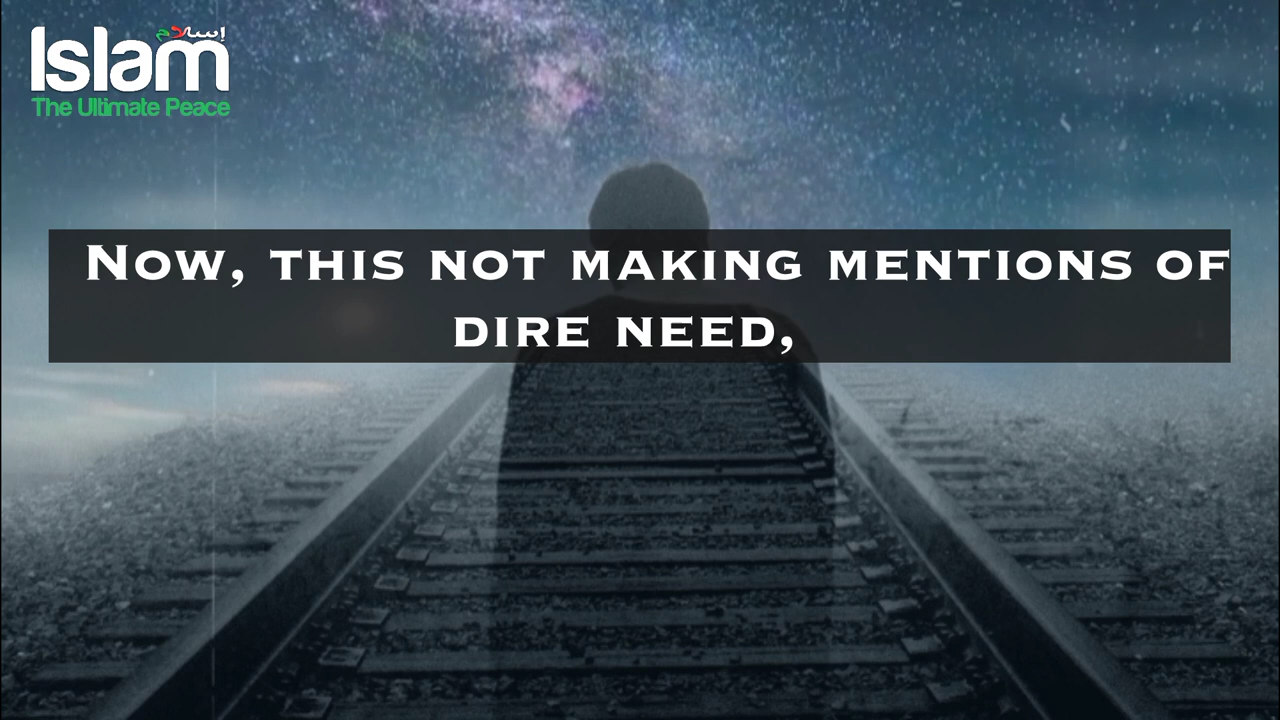 إسلام
Islam
The Ultimate Peace
Now, this not making mentions of
dire need,